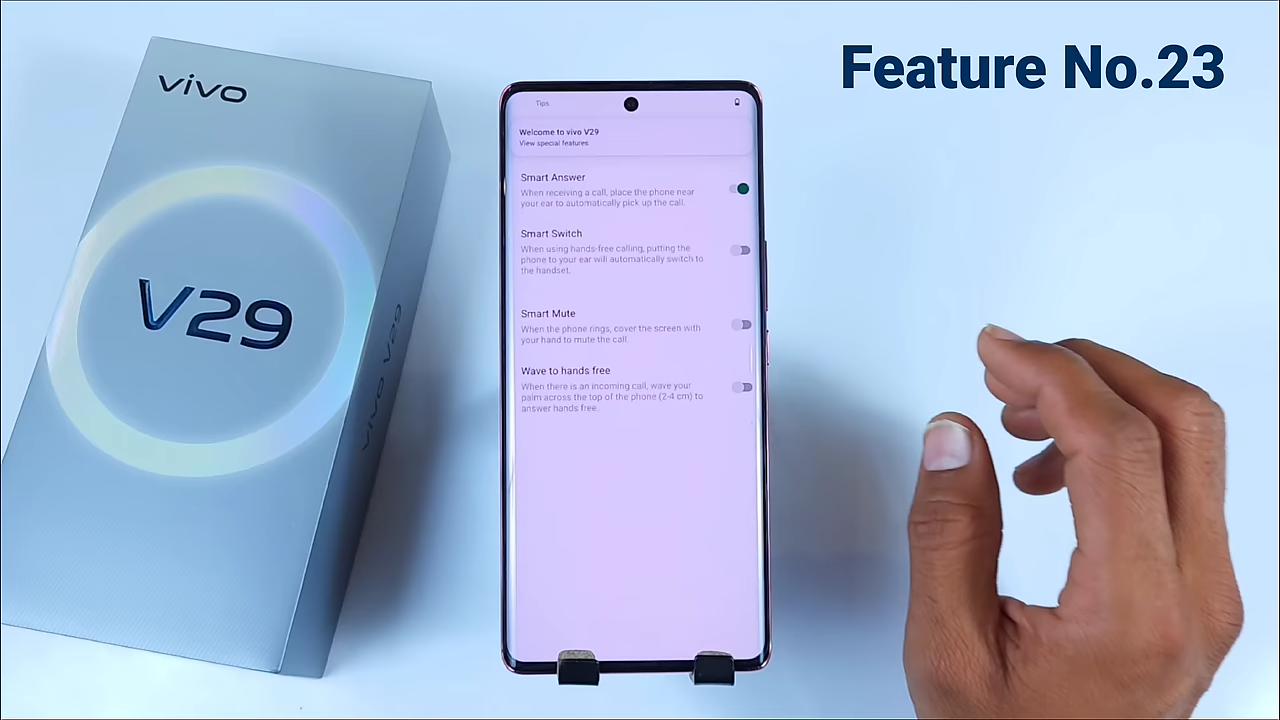 Feature No.23
vivo
V29
vivo V29
Tips
Welcome to vivo V29
View special features
Smart Answer
When receiving a call, place the phone near
your ear to automatically pick up the call.
Smart Switch
When using hands-free calling, putting the
phone to your ear will automatically switch to
the handset.
Smart Mute
When the phone rings, cover the screen with
your hand to mute the call.
Wave to hands free
When there is an incoming call, wave your
palm across the top of the phone (2-4 cm) to
answer hands free.